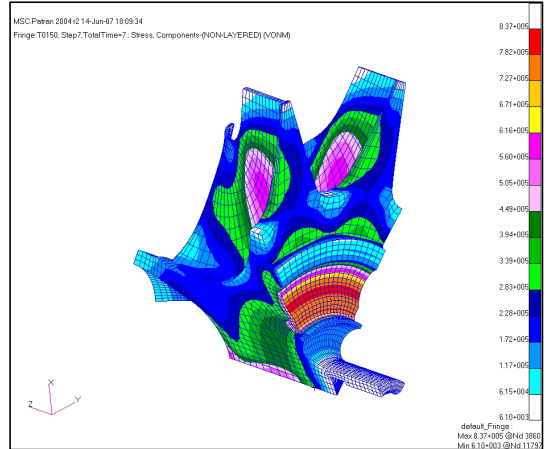 MSC.Patran 2004 r2 14-Jun-07 18:09:34
Fringe:T0150, Step7,TotalTime=7.: Stress, Components-(NON-LAYERED) (VONM)
8.37+005
7.82+005
7.27+005
6.71+005
6.16+005
5.60+005
5.05+005
4.49+005
3.94+005
3.39+005
2.83+005
2.28+005
1.72+005
1.17+005
6.15+004
6.10+003
X
Y
Z
default_Fringe :
Max 8.37+005 @Nd 3860
Min 6.10+003 @Nd 11797